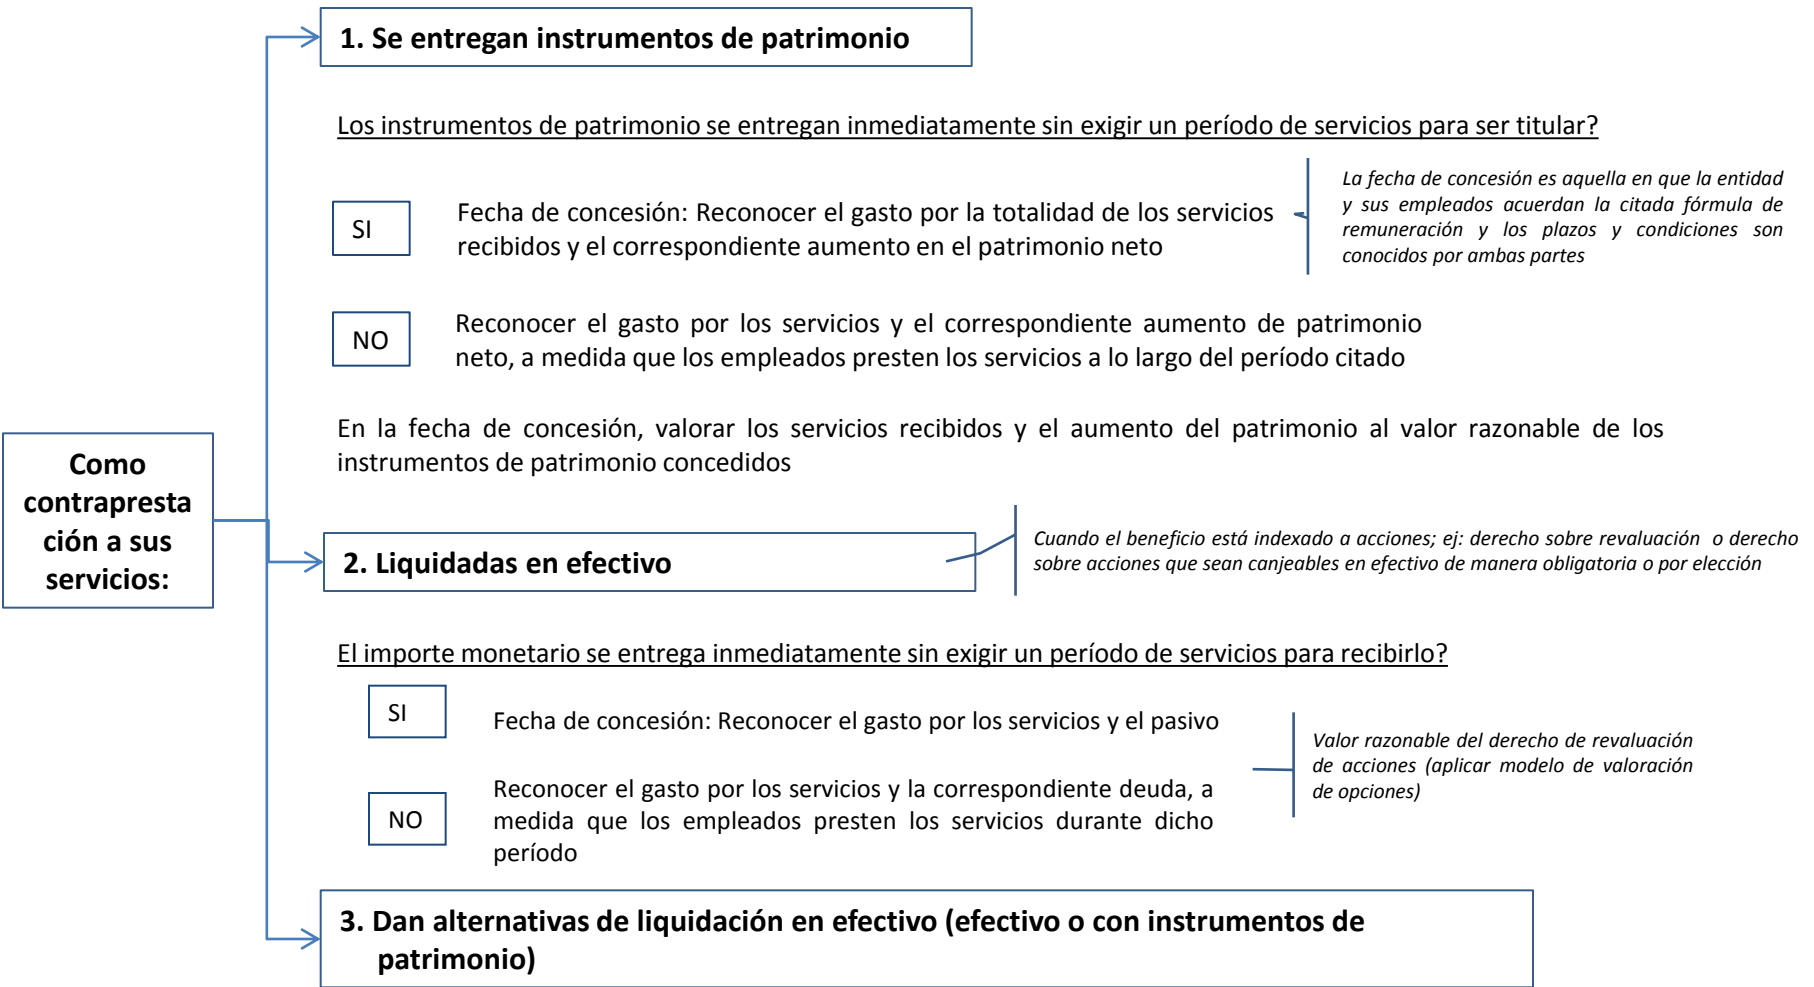 1. Se entregan instrumentos de patrimonio
Los instrumentos de patrimonio se entregan inmediatamente sin exigir un período de servicios para ser titular?
SI
Fecha de concesión: Reconocer el gasto por la totalidad de los servicios
recibidos y el correspondiente aumento en el patrimonio neto
La fecha de concesión es aquella en que la entidad
y sus empleados acuerdan la citada fórmula de
remuneración y los plazos y condiciones son
conocidos por ambas partes
NO
Reconocer el gasto por los servicios y el correspondiente aumento de patrimonio
neto, a medida que los empleados presten los servicios a lo largo del período citado
En la fecha de concesión, valorar los servicios recibidos y el aumento del patrimonio al valor razonable de los
instrumentos de patrimonio concedidos
Como
contrapresta
ción a sus
servicios:
2. Liquidadas en efectivo
Cuando el beneficio está indexado a acciones; ej: derecho sobre revaluación o derecho
sobre acciones que sean canjeables en efectivo de manera obligatoria o por elección
El importe monetario se entrega inmediatamente sin exigir un período de servicios para recibirlo?
SI
Fecha de concesión: Reconocer el gasto por los servicios y el pasivo
NO
Reconocer el gasto por los servicios y la correspondiente deuda, a
medida que los empleados presten los servicios durante dicho
período
Valor razonable del derecho de revaluación
de acciones (aplicar modelo de valoración
de opciones)
3. Dan alternativas de liquidación en efectivo (efectivo o con instrumentos de
patrimonio)